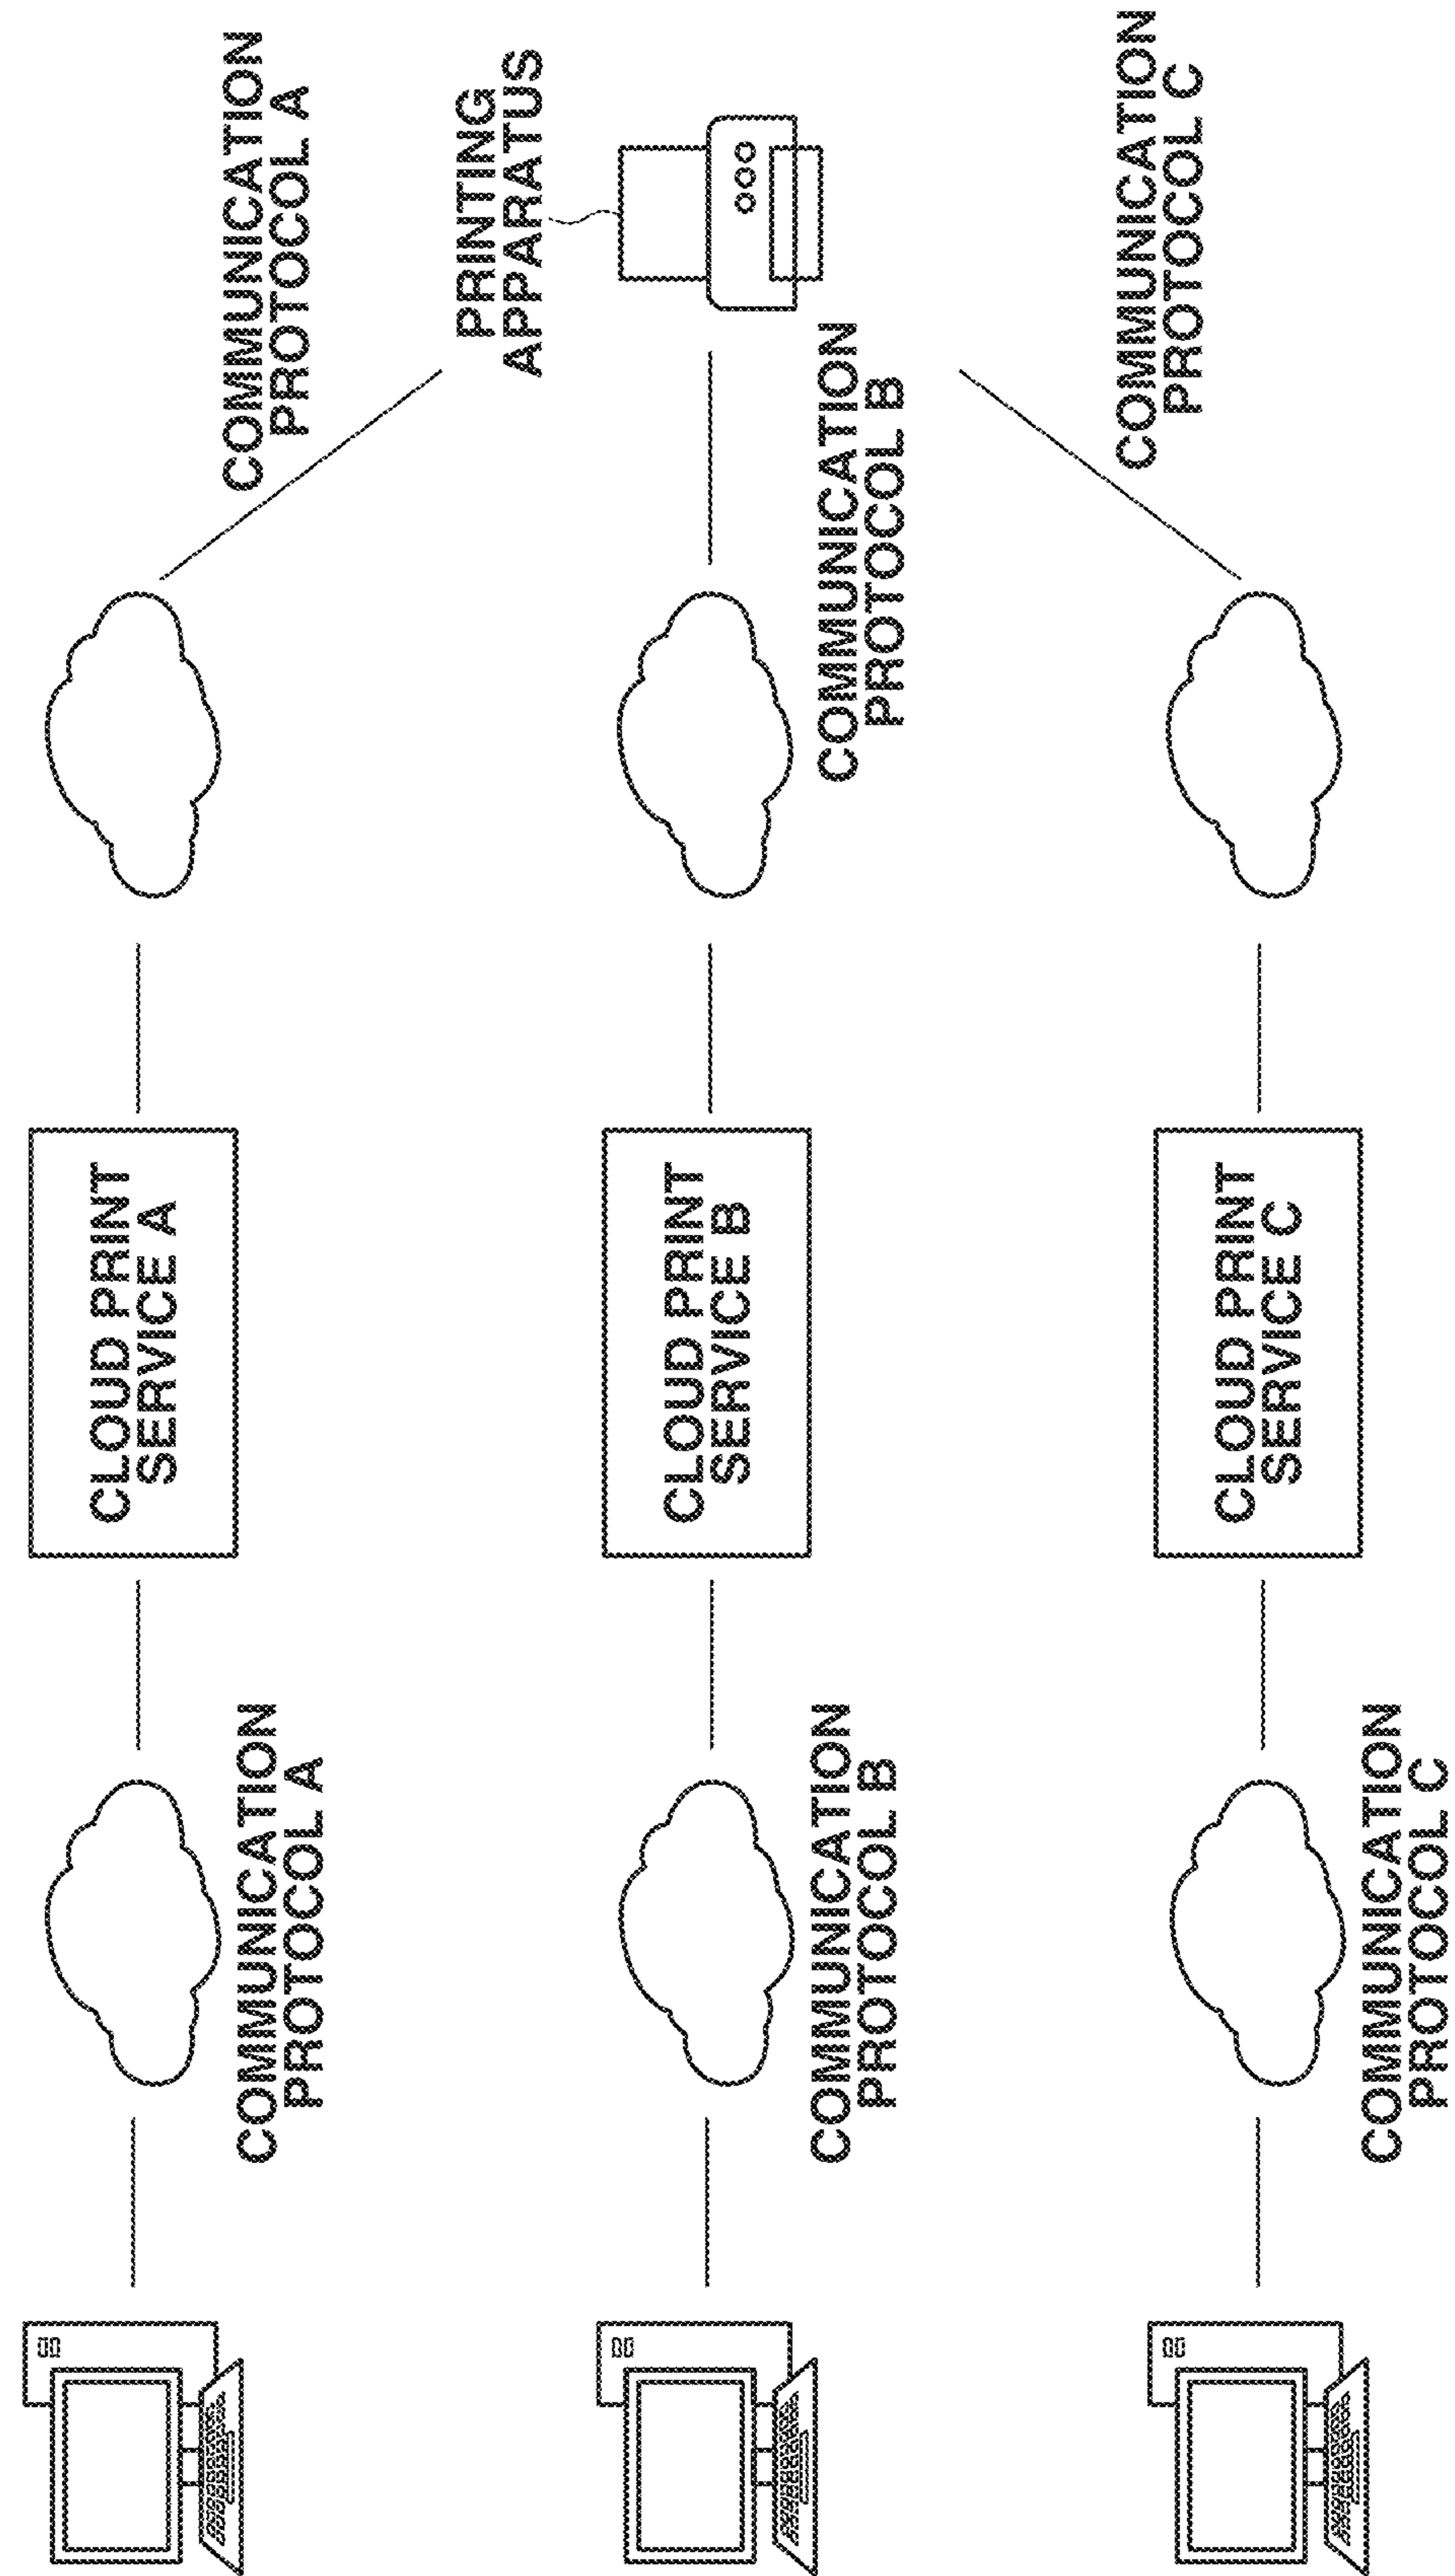 COMMUNICATION
PROTOCOL A
CLOUD PRINT
SERVICE A
COMMUNICATION
PROTOCOL A
PRINTING
APPARATUS
COMMUNICATION
PROTOCOL B
CLOUD PRINT
SERVICE B
COMMUNICATION
PROTOCOL B
COMMUNICATION
PROTOCOL C
CLOUD PRINT
SERVICE C
COMMUNICATION
PROTOCOL C